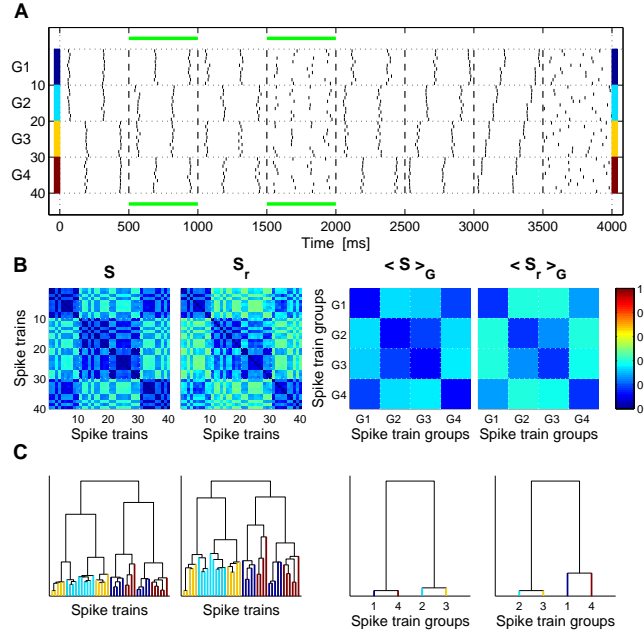 A
G1
10
G2
20
G3
30
G4
40
0 500 1000 1500 2000 2500 3000 3500 4000
Time [ms]
B
S
S_r
< S >_G
< S_r >_G
10
20
30
40
10 20 30 40
Spike trains
Spike trains
10 20 30 40
Spike trains
G1
G2
G3
G4
Spike train groups
G1 G2 G3 G4
Spike train groups
G1 G2 G3 G4
Spike train groups
1
0
0
0
0
0
C
Spike trains
Spike trains
1 4 2 3
Spike train groups
2 3 1 4
Spike train groups